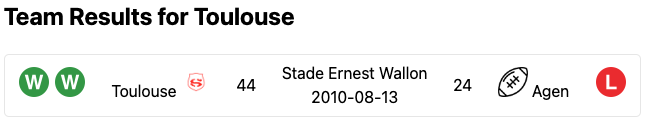 Team Results for Toulouse
W W Toulouse 44 Stade Ernest Wallon 24 Agen L
2010-08-13